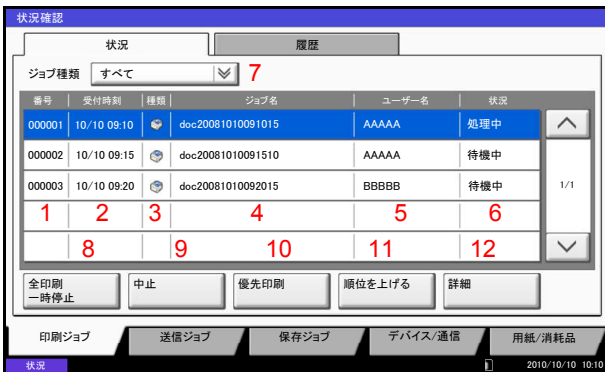 状況確認
状況 履歴
ジョブ種類 すべて 7
番号 受付時刻 種類 ジョブ名 ユーザー名 状況
000001 10/10 09:10 doc20081010091015 AAAAA 処理中
000002 10/10 09:15 doc20081010091510 AAAAA 待機中
000003 10/10 09:20 doc20081010092015 BBBBB 待機中 1/1
1 2 3 4 5 6
8 9 10 11 12
全印刷 中止 優先印刷 順位を上げる 詳細
一時停止
印刷ジョブ 送信ジョブ 保存ジョブ デバイス/通信 用紙/消耗品
状況 2010/10/10 10:10